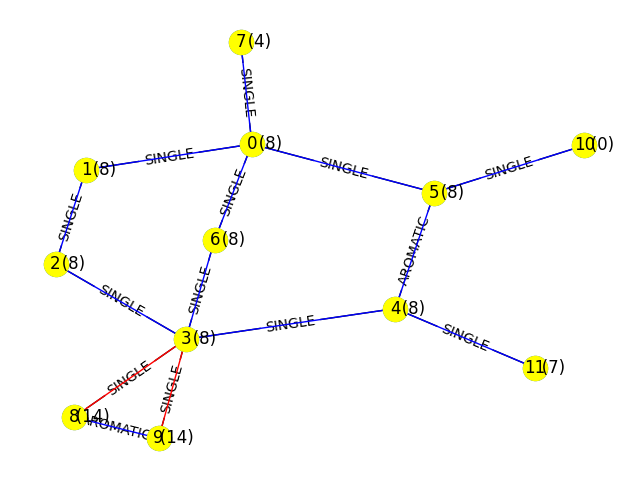 7(4)
SINGLE
0(8)
10(0)
SINGLE
SINGLE
SINGLE
1(8)
SINGLE
5(8)
SINGLE
6(8)
AROMATIC
2(8)
SINGLE
SINGLE
4(8)
SINGLE
SINGLE
3(8)
11(7)
SINGLE
SINGLE
8(14)
AROMATIC
9(14)